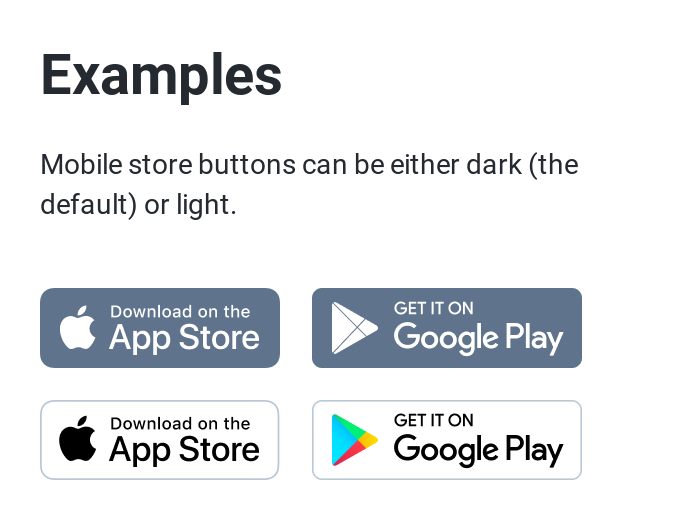 Examples
Mobile store buttons can be either dark (the
default) or light.
Download on the
App Store
GET IT ON
Google Play
Download on the
App Store
GET IT ON
Google Play